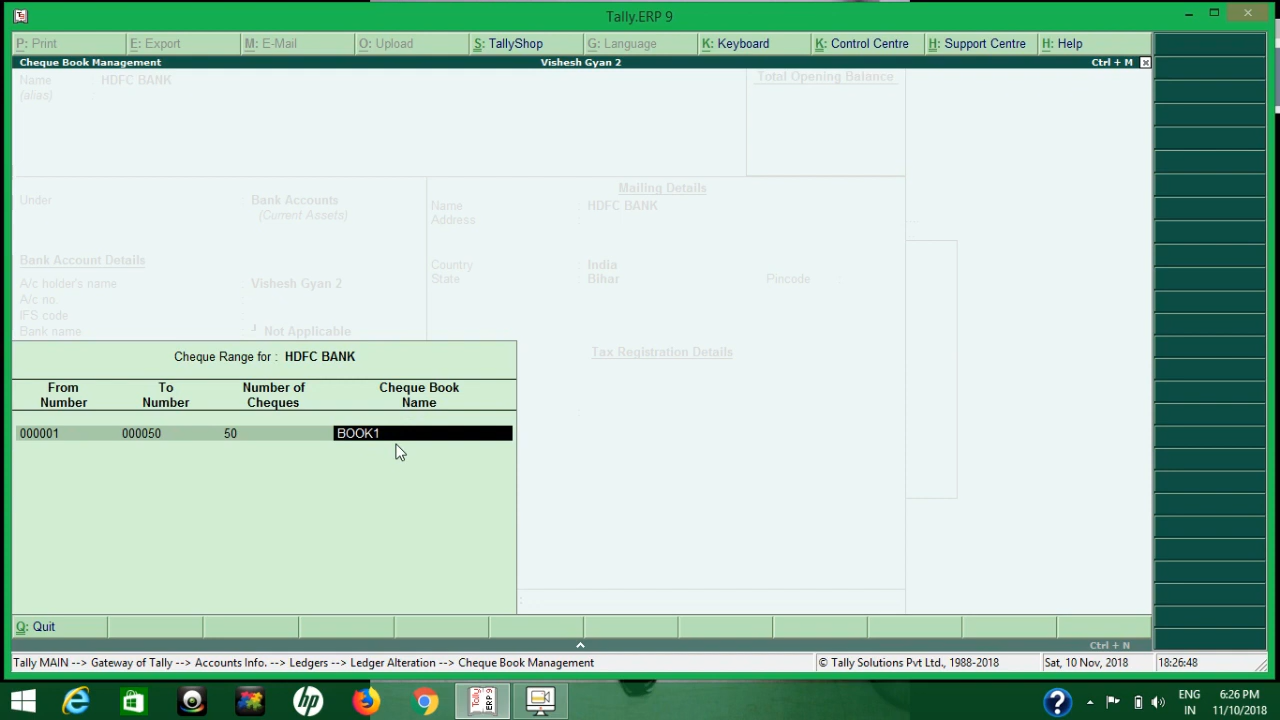 Tally.ERP 9
P: Print E: Export M: E-Mail O: Upload S: TallyShop G: Language K: Keyboard K: Control Centre H: Support Centre H: Help
Cheque Book Management Vishesh Gyan 2 Ctrl + M
Name HDFC BANK Total Opening Balance
(alias)
Mailing Details
Under Bank Accounts Name HDFC BANK
(Current Assets) Address
Bank Account Details Country India
State Bihar Pincode
A/c holder's name : Vishesh Gyan 2
A/c no.
IFS code
Bank name : ┘ Not Applicable
Tax Registration Details
Cheque Range for : HDFC BANK
From To Number of Cheque Book
Number Number Cheques Name
000001 000050 50 BOOK1
Q: Quit
Ctrl + N
Tally MAIN --> Gateway of Tally --> Accounts Info. --> Ledgers --> Ledger Alteration --> Cheque Book Management © Tally Solutions Pvt Ltd., 1988-2018 Sat, 10 Nov, 2018 18:26:48
Tally ERP 9
hp
ENG 6:26 PM
IN 11/10/2018